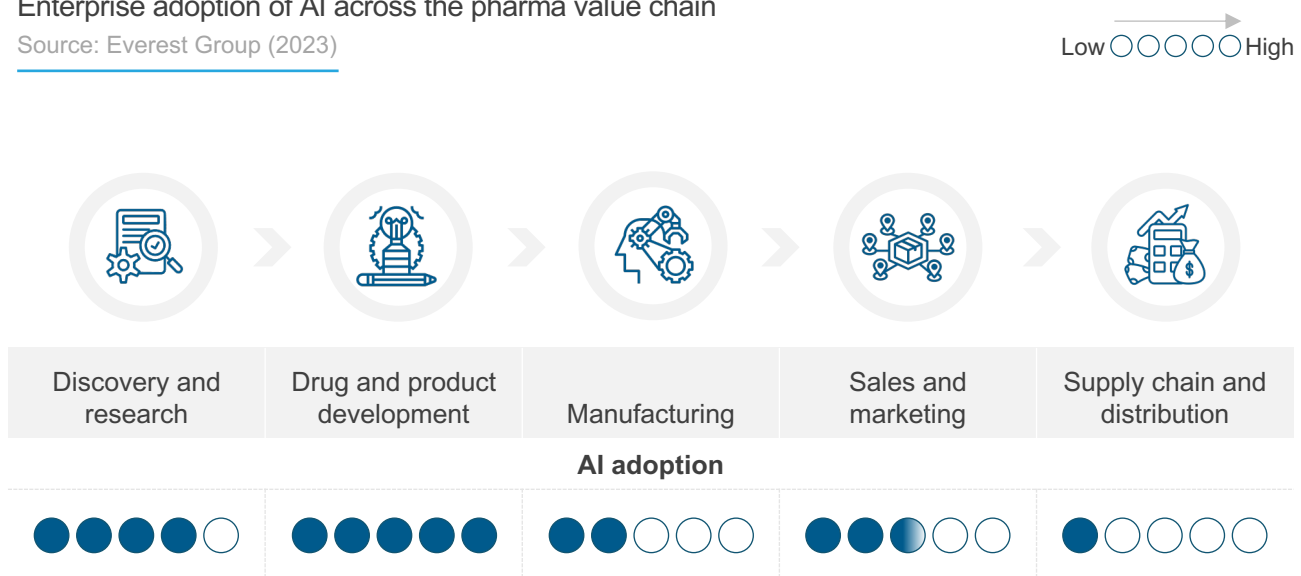 Enterprise adoption of AI across the pharma value chain
Source: Everest Group (2023)
Low High
Discovery and
research
Drug and product
development
Manufacturing
Sales and
marketing
Supply chain and
distribution
AI adoption
$